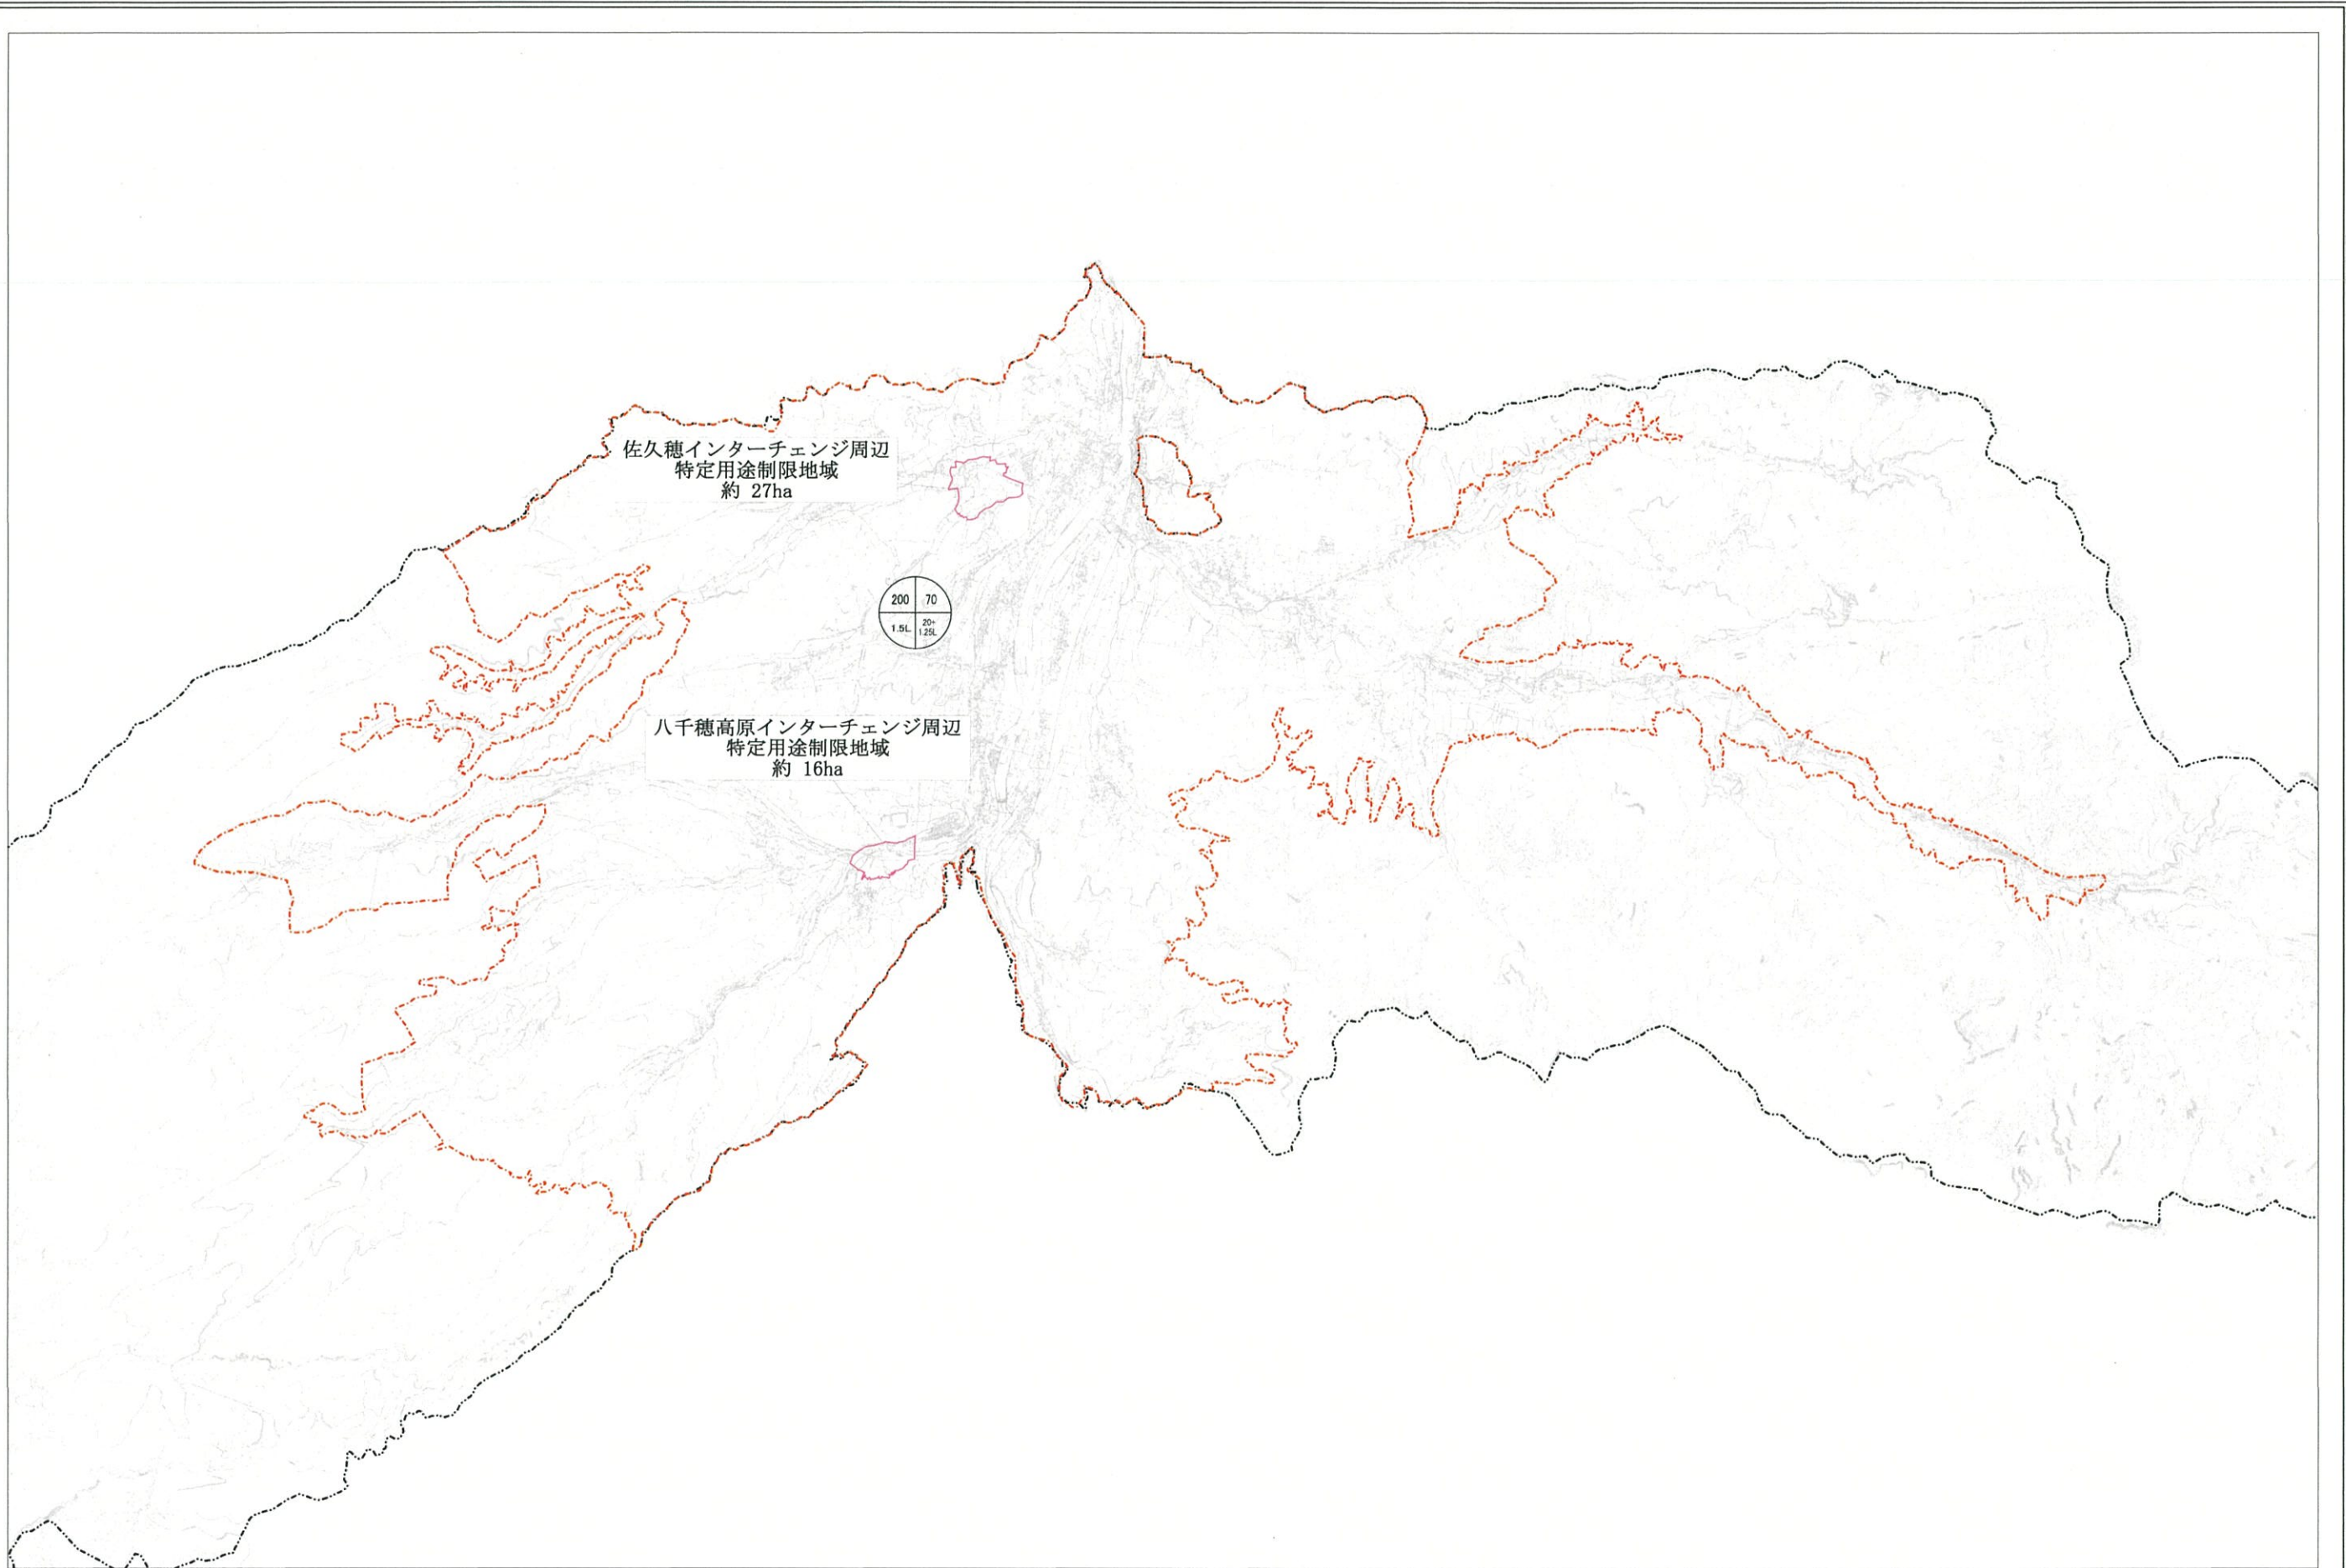 佐久穂インターチェンジ周辺
特定用途制限地域
約 27ha
200 70
1.5L 20+
1.25L
八千穂高原インターチェンジ周辺
特定用途制限地域
約 16ha